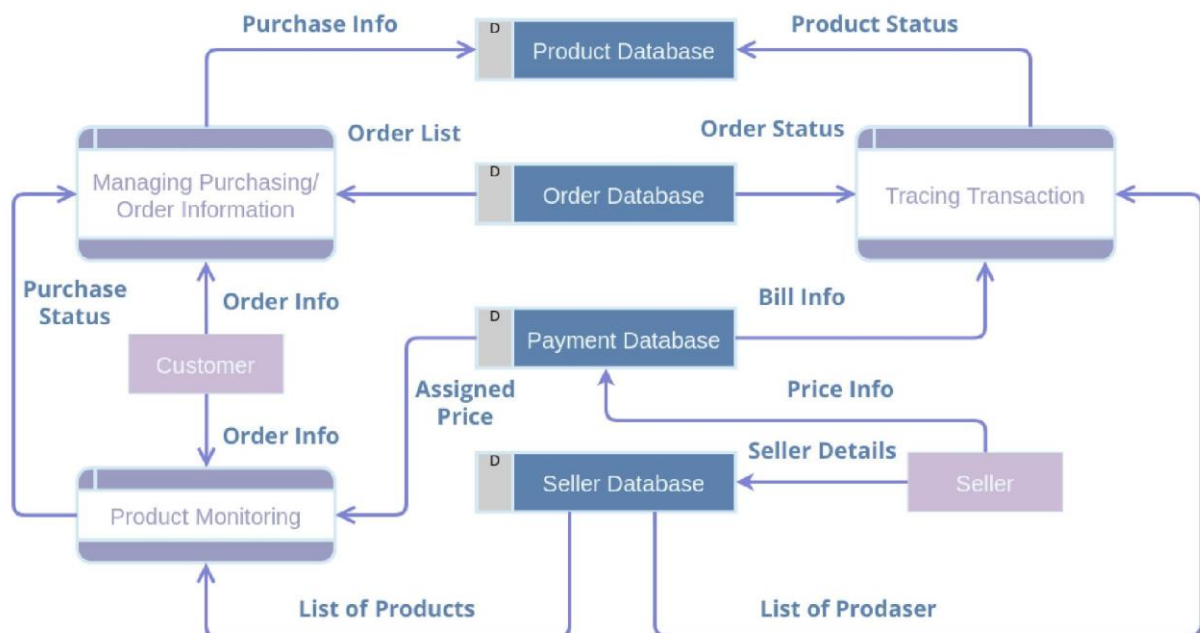 Purchase Info
D
Product Database
Product Status
Order List
Order Status
Managing Purchasing/
Order Information
D
Order Database
Tracing Transaction
Purchase
Status
Order Info
Bill Info
D
Payment Database
Customer
Assigned
Price
Price Info
Order Info
Seller Details
D
Seller Database
Seller
Product Monitoring
List of Products
List of Prodaser